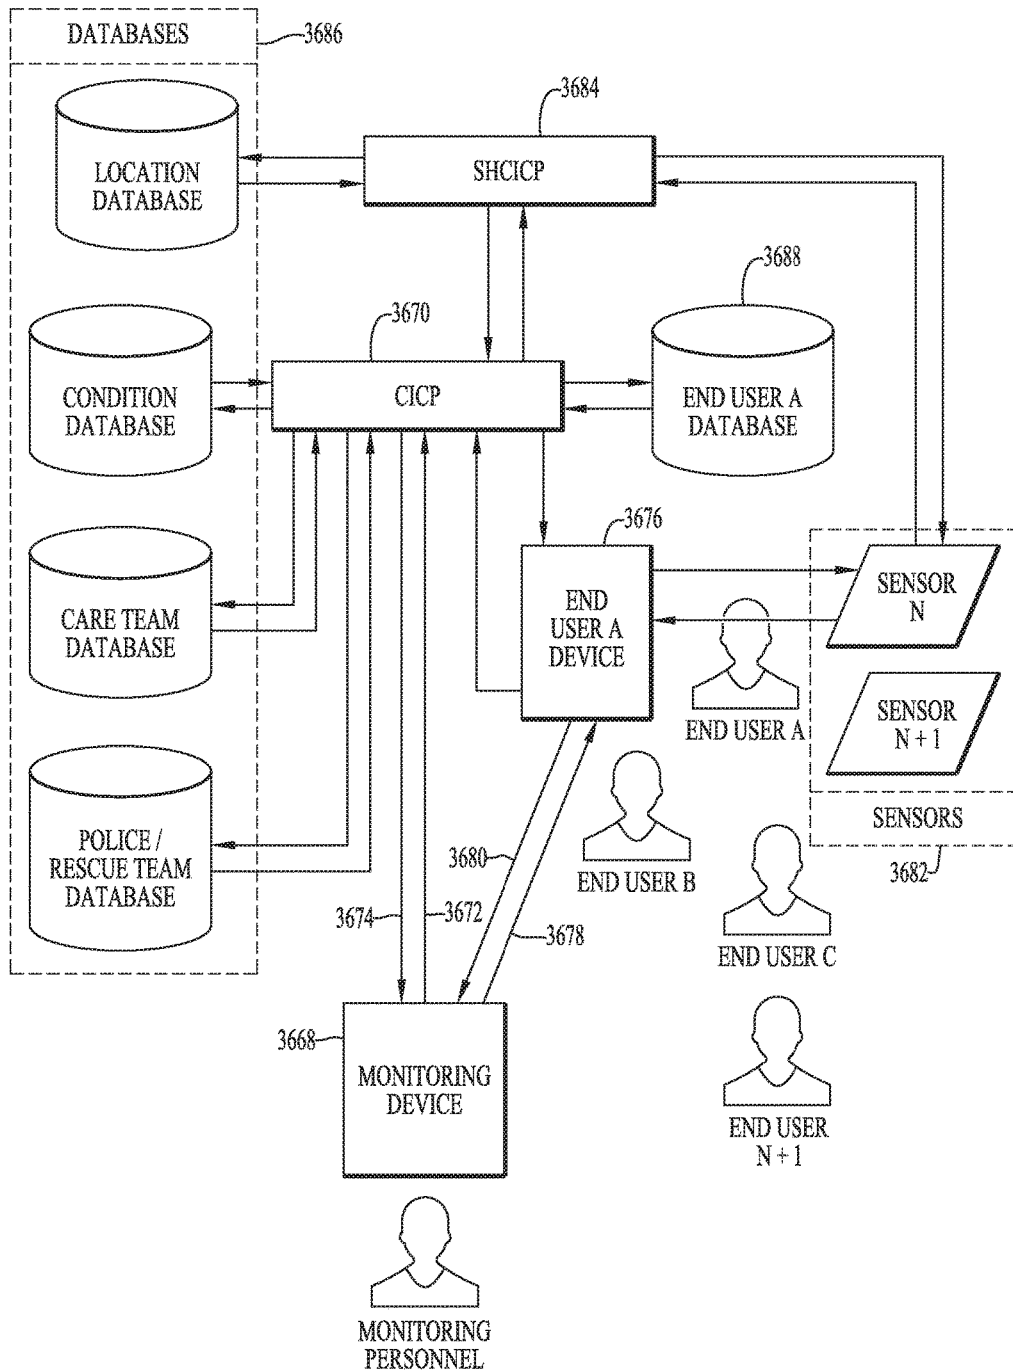 DATABASES
3686
3684
LOCATION
DATABASE
SHCICP
3688
3670
CONDITION
DATABASE
CICP
END USER A
DATABASE
3676
CARE TEAM
DATABASE
END
USER A
DEVICE
SENSOR
N
END USER A
SENSOR
N + 1
SENSORS
3682
POLICE /
RESCUE TEAM
DATABASE
3680
END USER B
3674
3672
3678
END USER C
3668
MONITORING
DEVICE
END USER
N + 1
MONITORING
PERSONNEL